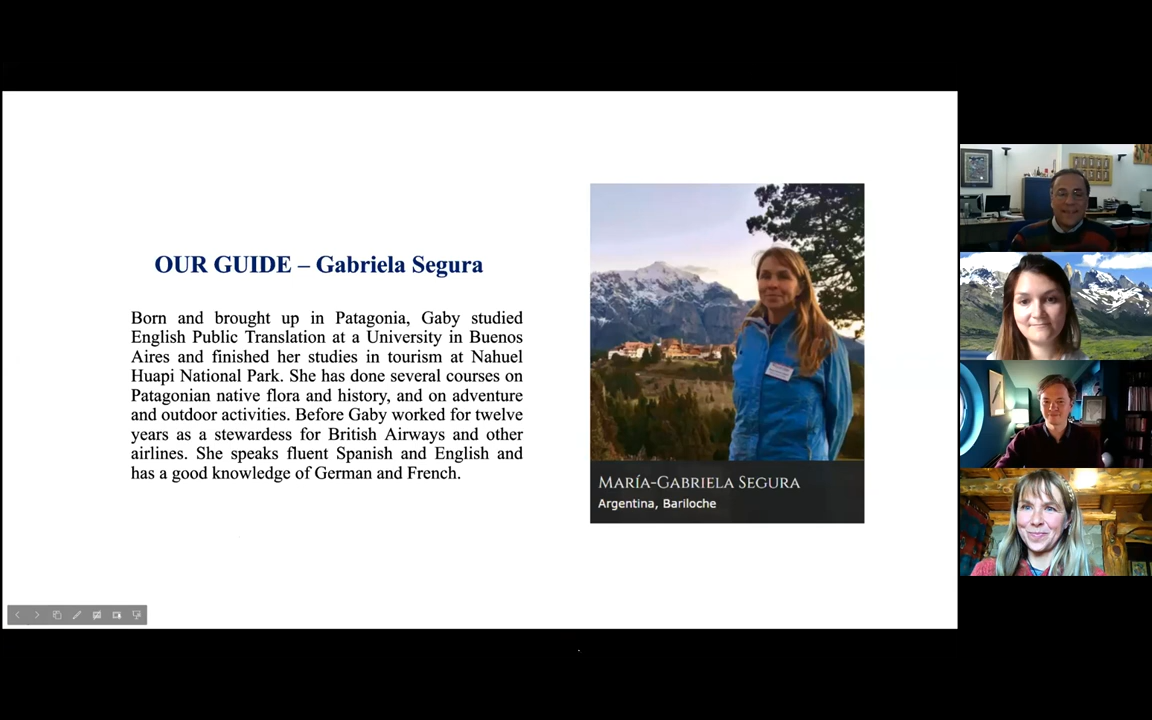 OUR GUIDE – Gabriela Segura
Born and brought up in Patagonia, Gaby studied
English Public Translation at a University in Buenos
Aires and finished her studies in tourism at Nahuel
Huapi National Park. She has done several courses on
Patagonian native flora and history, and on adventure
and outdoor activities. Before Gaby worked for twelve
years as a stewardess for British Airways and other
airlines. She speaks fluent Spanish and English and
has a good knowledge of German and French.
MARÍA-GABRIELA SEGURA
Argentina, Bariloche